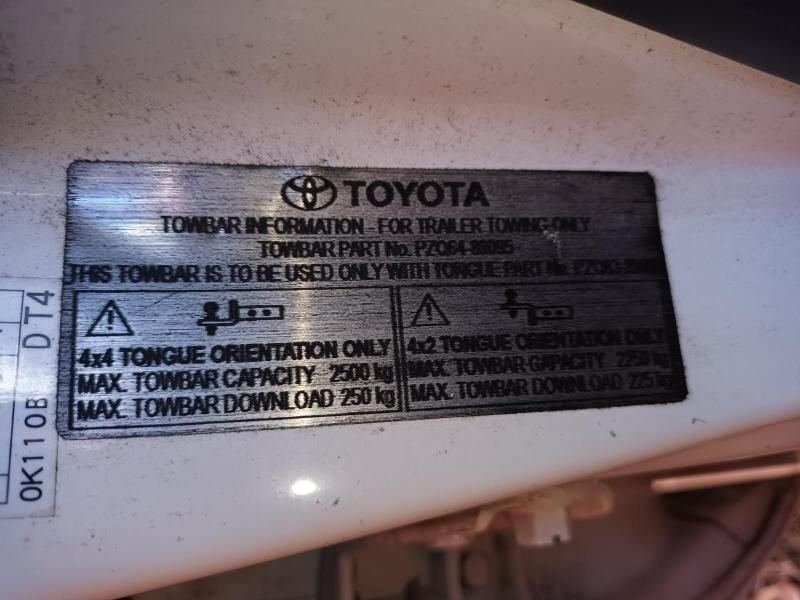 TOYOTA
TOWBAR INFORMATION - FOR TRAILER TOWING ONLY
TOWBAR PART No. PZQ64-89085
THIS TOWBAR IS TO BE USED ONLY WITH TONGUE PART No.
4x4 TONGUE ORIENTATION ONLY
MAX. TOWBAR CAPACITY 2500 kg
MAX. TOWBAR DOWNLOAD 250 kg
4x2 TONGUE ORIENTATION ONLY
MAX. TOWBAR CAPACITY 2250 kg
MAX. TOWBAR DOWNLOAD 225 kg
0K110B DT4